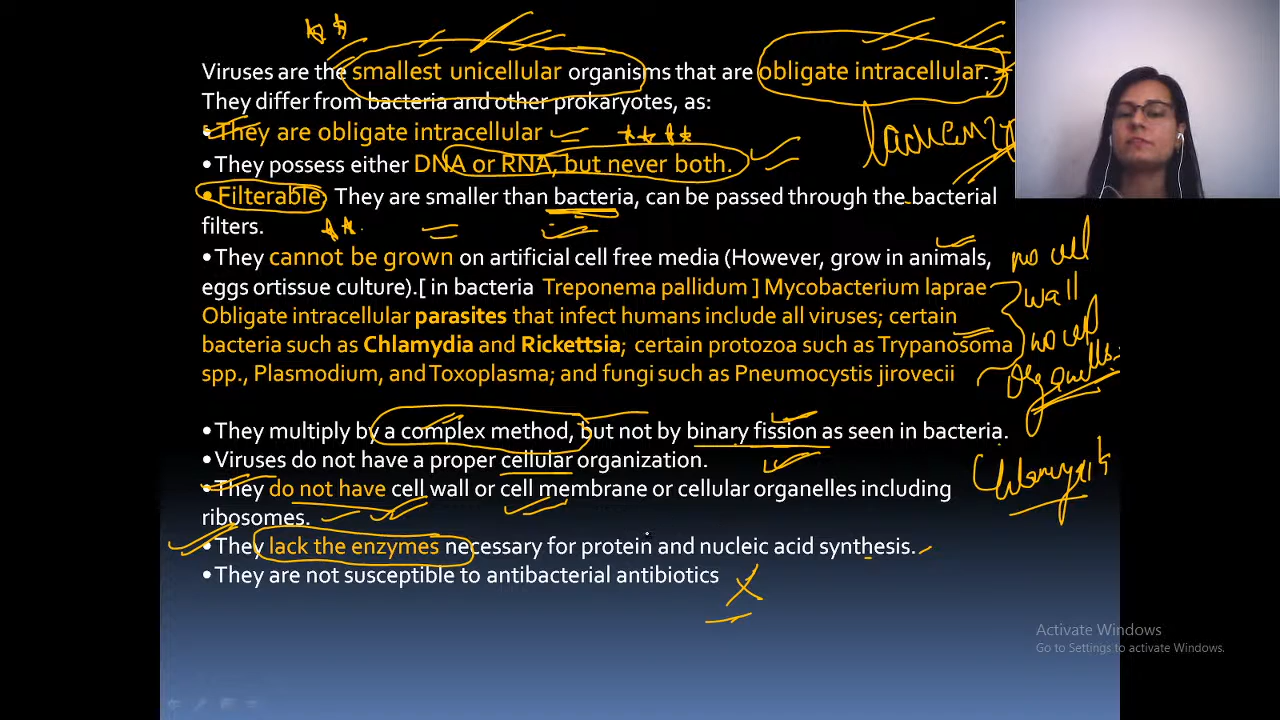 Viruses are the smallest unicellular organisms that are obligate intracellular.
They differ from bacteria and other prokaryotes, as:
• They are obligate intracellular
• They possess either DNA or RNA, but never both.
• Filterable: They are smaller than bacteria, can be passed through the bacterial
filters.
• They cannot be grown on artificial cell free media (However, grow in animals,
eggs ortissue culture).[ in bacteria Treponema pallidum ] Mycobacterium laprae
Obligate intracellular parasites that infect humans include all viruses; certain
bacteria such as Chlamydia and Rickettsia; certain protozoa such as Trypanosoma
spp., Plasmodium, and Toxoplasma; and fungi such as Pneumocystis jirovecii
• They multiply by a complex method, but not by binary fission as seen in bacteria.
• Viruses do not have a proper cellular organization.
• They do not have cell wall or cell membrane or cellular organelles including
ribosomes.
• They lack the enzymes necessary for protein and nucleic acid synthesis.
• They are not susceptible to antibacterial antibiotics
no cell
wall
no cell
organells
Activate Windows
Go to Settings to activate Windows.